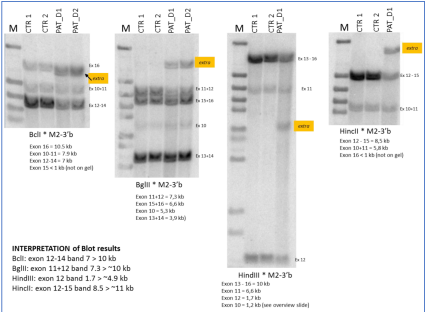 M
CTR 1
CTR 2
PAT_D1
PAT_D2
Ex 16
extra
Ex 10+11
Ex 12-14
BclI * M2-3'b
Exon 16 = 10.5 kb
Exon 10-11 = 7.9 kb
Exon 12-14 = 7 kb
Exon 15 < 1 kb (not on gel)
M
CTR 1
CTR 2
PAT_D1
PAT_D2
extra
Ex 11+12
Ex 15+16
Ex 10
Ex 13+14
BglII * M2-3'b
Exon 11+12 = 7,3 kb
Exon 15+16 = 6,6 kb
Exon 10 = 5,3 kb
Exon 13+14 = 3,9 kb)
M
CTR 1
CTR 2
PAT_D1
Ex 13 - 16
Ex 11
extra
Ex 12
HindIII * M2-3'b
Exon 13 - 16 = 10 kb
Exon 11 = 6,6 kb
Exon 12 = 1,7 kb
Exon 10 = 1,2 kb (see overview slide)
M
CTR 1
CTR 2
PAT_D1
extra
Ex 12 - 15
Ex 10+11
HincII * M2-3'b
Exon 12 - 15 = 8,5 kb
Exon 10+11 = 5,8 kb
Exon 16 < 1 kb (not on gel)
INTERPRETATION of Blot results
BclI: exon 12-14 band 7 > 10 kb
BglII: exon 11+12 band 7.3 > ~10 kb
HindIII: exon 12 band 1.7 > ~4.9 kb
HincII: exon 12-15 band 8.5 > ~11 kb